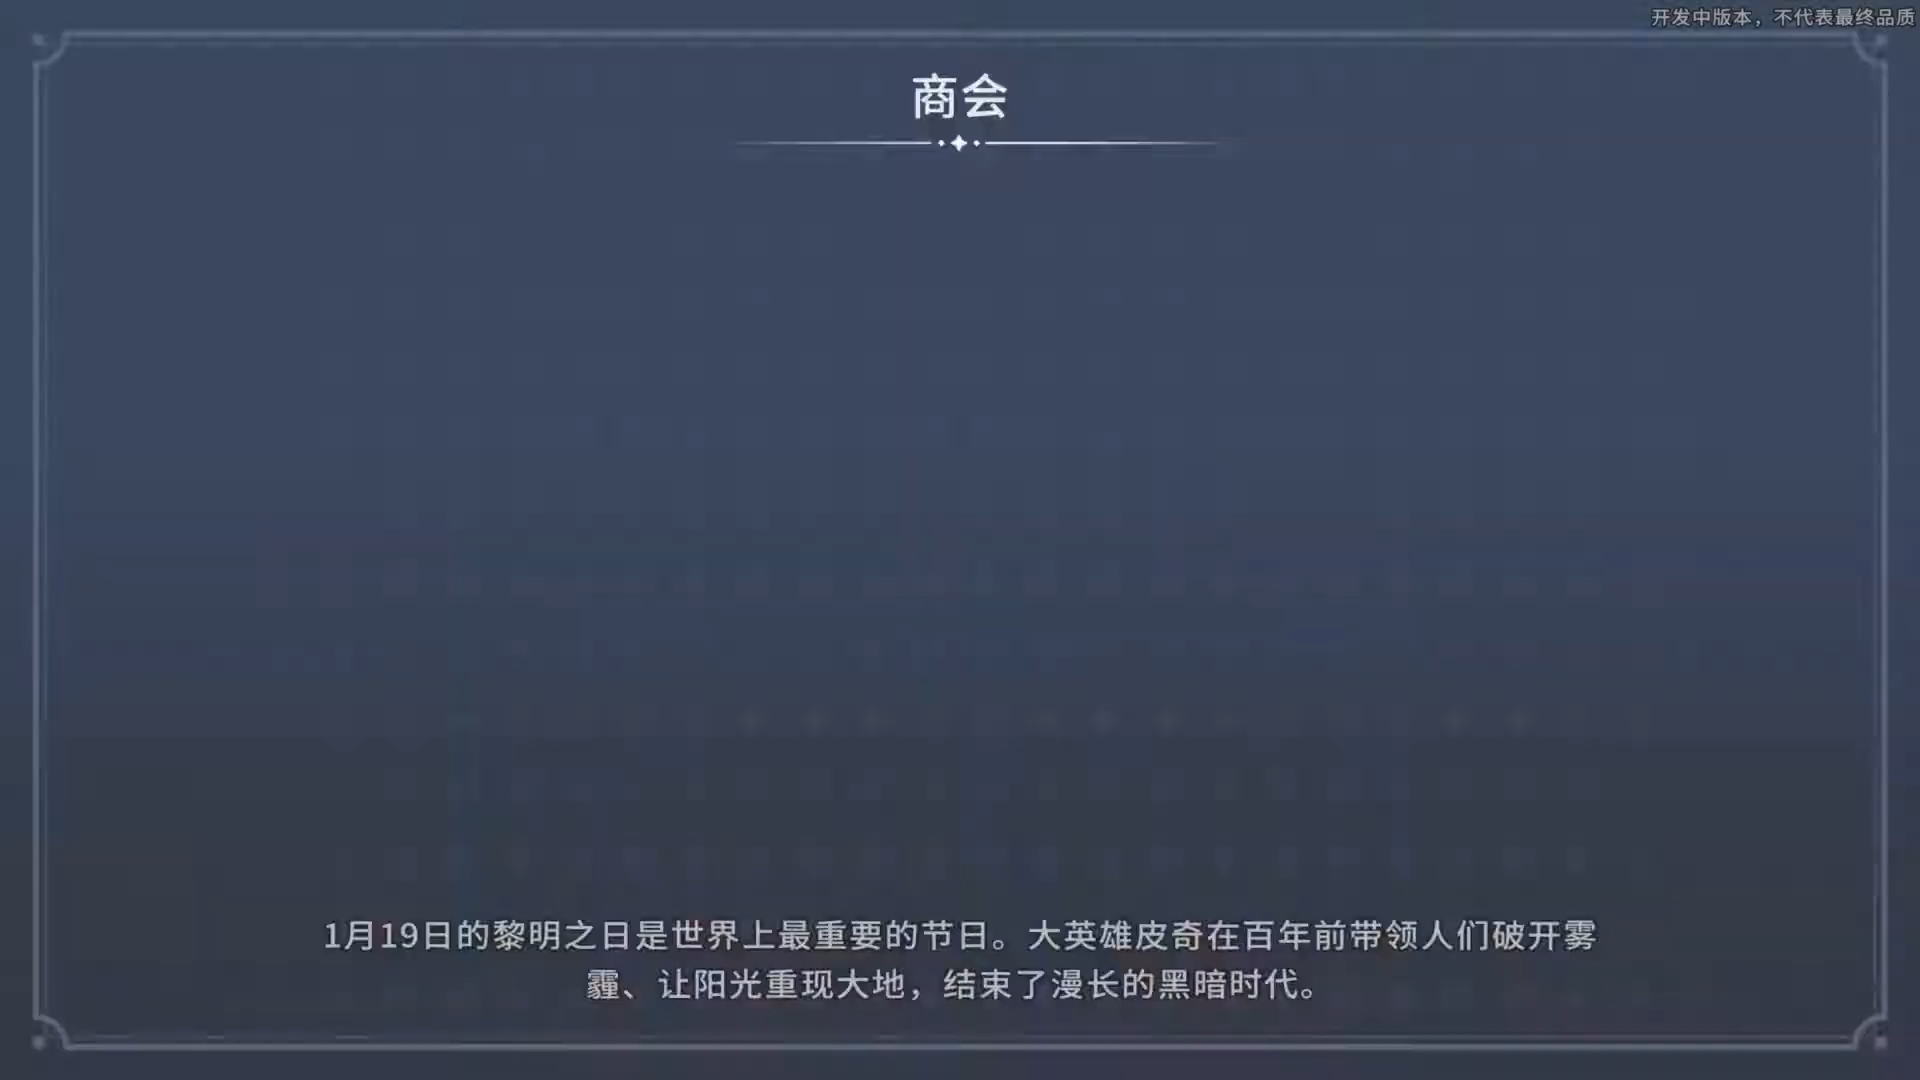 开发中版本，不代表最终品质
商会
1月19日的黎明之日是世界上最重要的节日。大英雄皮奇在百年前带领人们破开雾
霾、让阳光重现大地，结束了漫长的黑暗时代。